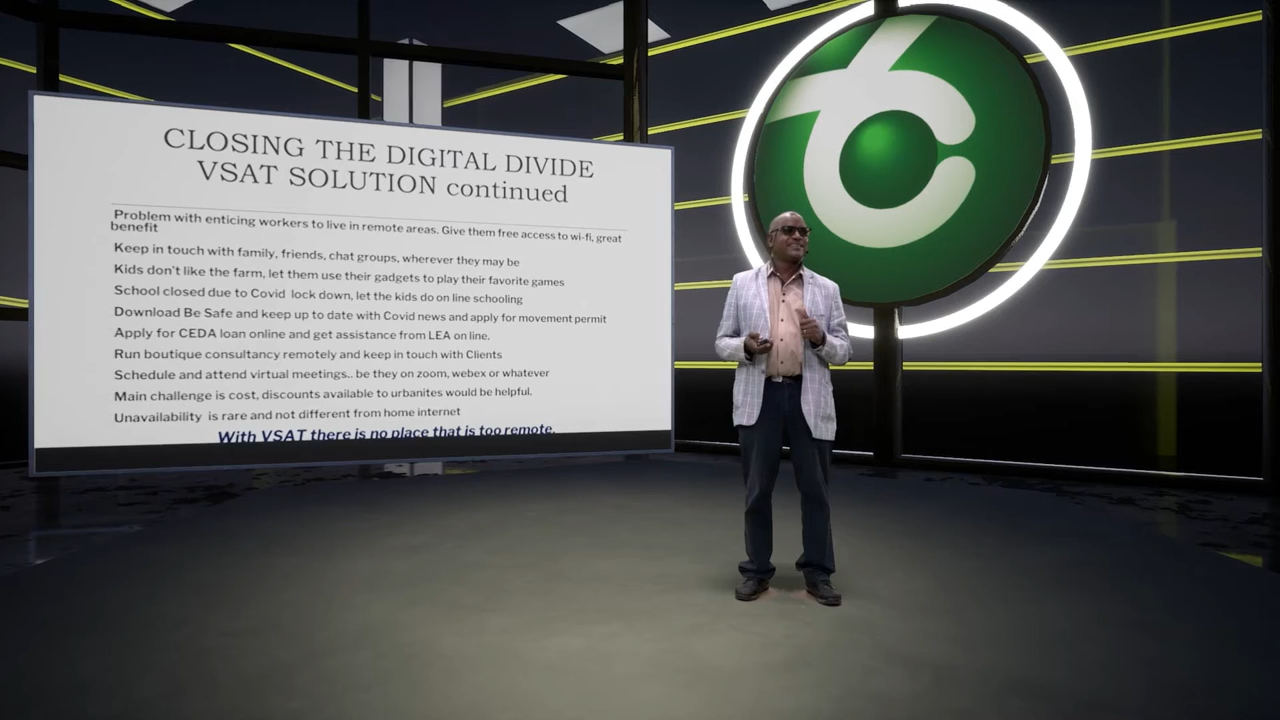 CLOSING THE DIGITAL DIVIDE
VSAT SOLUTION continued
Problem with enticing workers to live in remote areas. Give them free access to wi-fi, great
benefit
Keep in touch with family, friends, chat groups, wherever they may be
Kids don't like the farm, let them use their gadgets to play their favorite games
School closed due to Covid lock down, let the kids do on line schooling
Download Be Safe and keep up to date with Covid news and apply for movement permit
Apply for CEDA loan online and get assistance from LEA on line.
Run boutique consultancy remotely and keep in touch with Clients
Schedule and attend virtual meetings.. be they on zoom, webex or whatever
Main challenge is cost, discounts available to urbanites would be helpful.
Unavailability is rare and not different from home internet
With VSAT there is no place that is too remote.